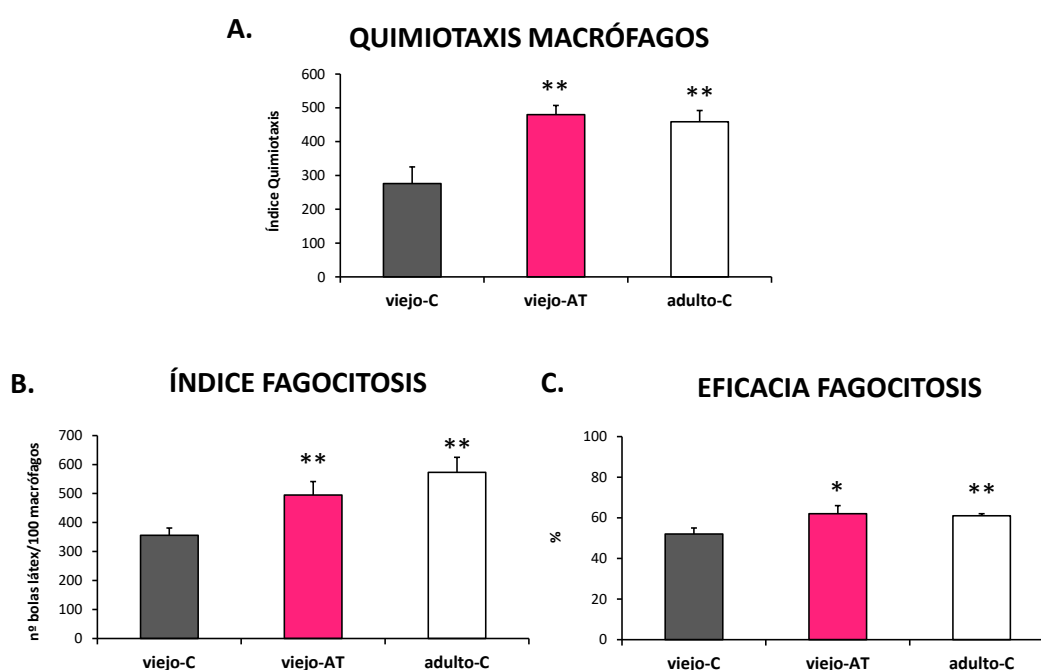 A.
QUIMIOTAXIS MACRÓFAGOS
Índice Quimiotaxis
600
500
400
300
200
100
0
**
**
viejo-C
viejo-AT
adulto-C
B.
ÍNDICE FAGOCITOSIS
nº bolas látex/100 macrófagos
700
600
500
400
300
200
100
0
**
**
viejo-C
viejo-AT
adulto-C
C.
EFICACIA FAGOCITOSIS
%
100
80
60
40
20
0
*
**
viejo-C
viejo-AT
adulto-C